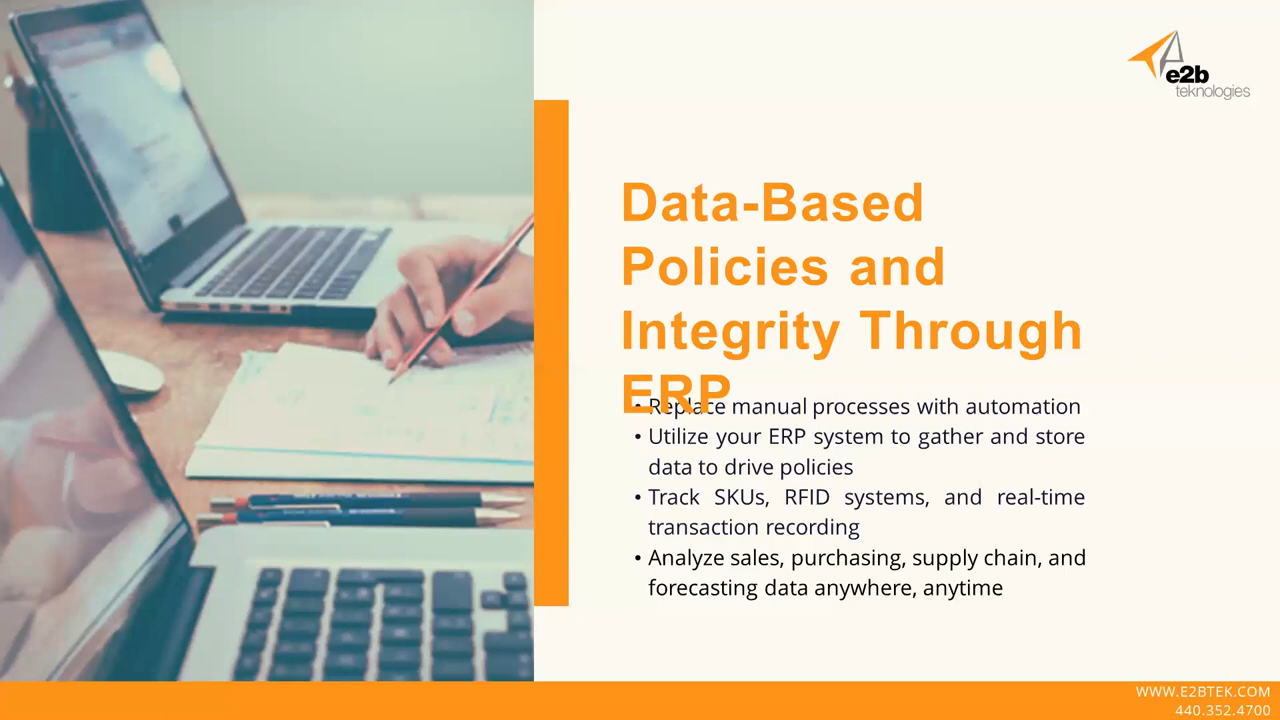 e2b
teknologies
Data-Based
Policies and
Integrity Through
ERP
• Replace manual processes with automation
• Utilize your ERP system to gather and store
data to drive policies
• Track SKUs, RFID systems, and real-time
transaction recording
• Analyze sales, purchasing, supply chain, and
forecasting data anywhere, anytime
WWW.E2BTEK.COM
440.352.4700